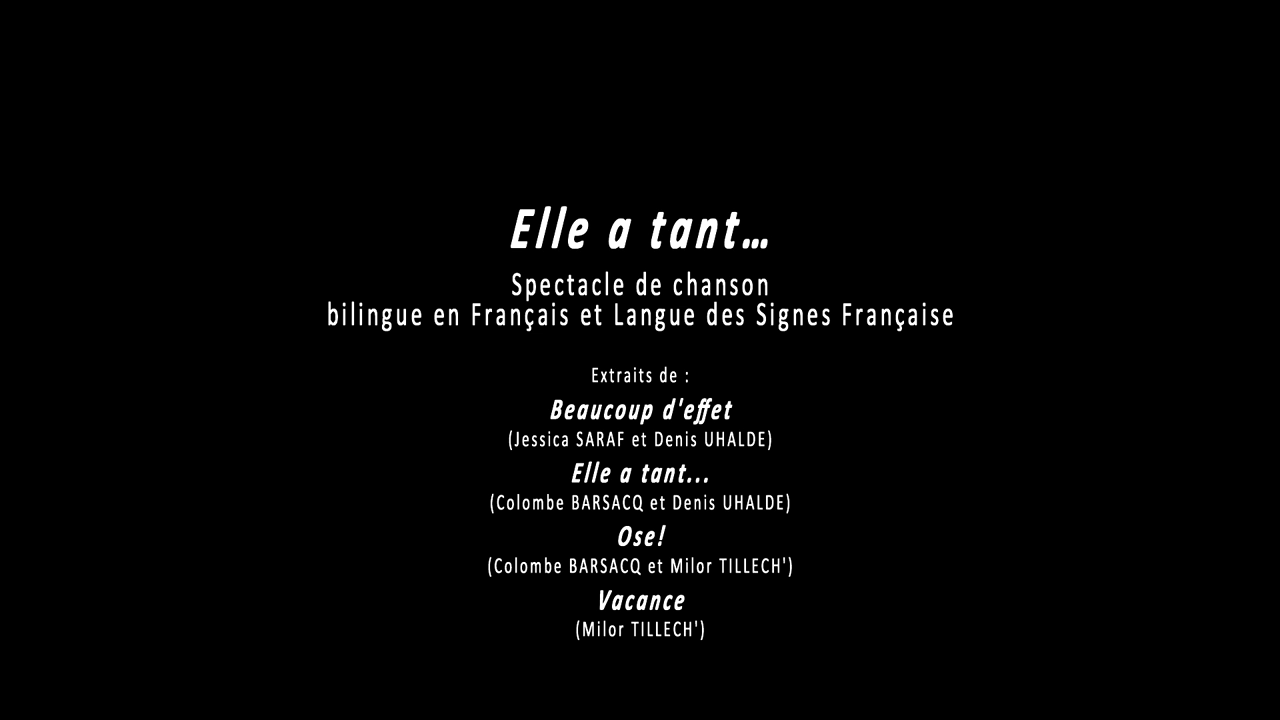 Elle a tant…
Spectacle de chanson
bilingue en Français et Langue des Signes Française
Extraits de :
Beaucoup d'effet
(Jessica SARAF et Denis UHALDE)
Elle a tant...
(Colombe BARSACQ et Denis UHALDE)
Ose!
(Colombe BARSACQ et Milor TILLECH')
Vacance
(Milor TILLECH')